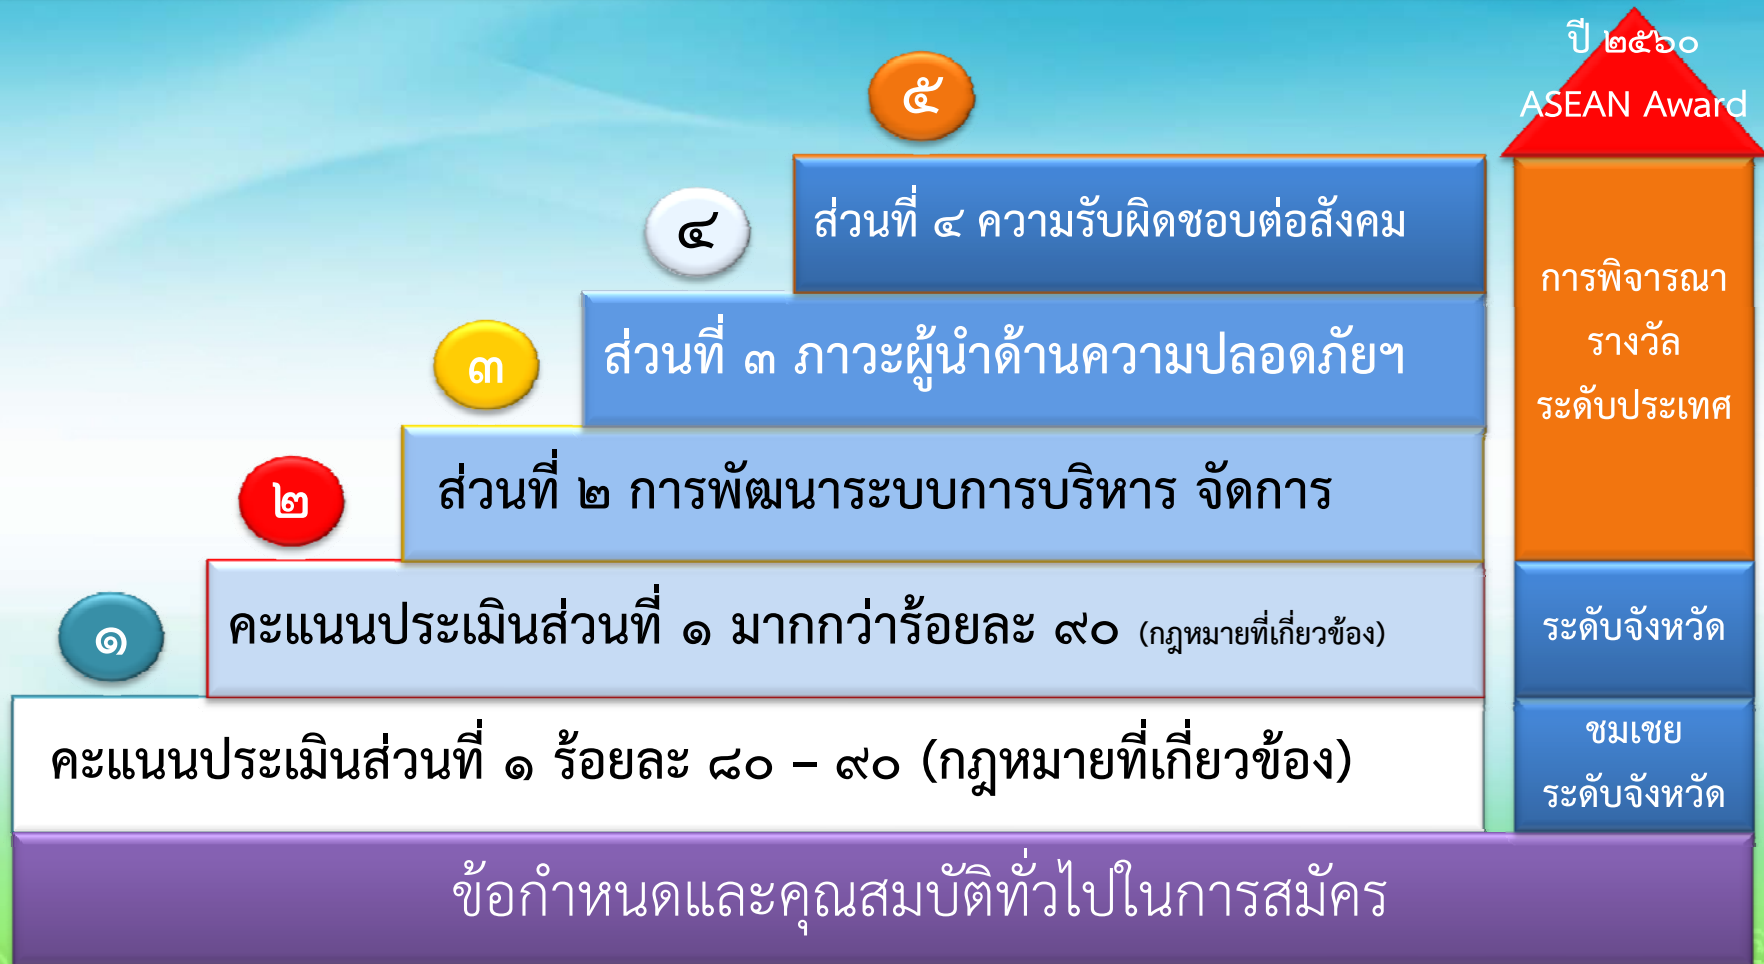 ปี ๒๕๖๐
ASEAN Award
๕
ส่วนที่ ๔ ความรับผิดชอบต่อสังคม
๔
การพิจารณา
รางวัล
ระดับประเทศ
ส่วนที่ ๓ ภาวะผู้นำด้านความปลอดภัยฯ
๓
ส่วนที่ ๒ การพัฒนาระบบการบริหาร จัดการ
๒
คะแนนประเมินส่วนที่ ๑ มากกว่าร้อยละ ๙๐ (กฎหมายที่เกี่ยวข้อง)
๑
ระดับจังหวัด
คะแนนประเมินส่วนที่ ๑ ร้อยละ ๘๐ – ๙๐ (กฎหมายที่เกี่ยวข้อง)
ชมเชย
ระดับจังหวัด
ข้อกำหนดและคุณสมบัติทั่วไปในการสมัคร